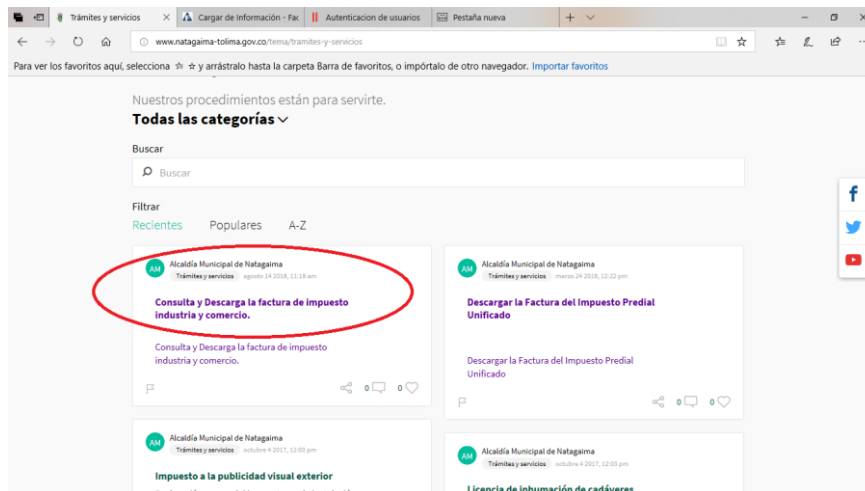 Trámites y servicios
Cargar de Información - Fac
Autenticacion de usuarios
Pestaña nueva
www.natagaima-tolima.gov.co/tema/tramites-y-servicios
Para ver los favoritos aquí, selecciona y arrástralo hasta la carpeta Barra de favoritos, o impórtalo de otro navegador. Importar favoritos
Nuestros procedimientos están para servirte.
Todas las categorías
Buscar
Buscar
Filtrar
Recientes Populares A-Z
AM
Alcaldía Municipal de Natagaima
Trámites y servicios agosto 14 2018, 11:18 am
Consulta y Descarga la factura de impuesto
industria y comercio.
Consulta y Descarga la factura de impuesto
industria y comercio.
0 0
AM
Alcaldía Municipal de Natagaima
Trámites y servicios marzo 24 2018, 12:22 pm
Descargar la Factura del Impuesto Predial
Unificado
Descargar la Factura del Impuesto Predial
Unificado
0 0
AM
Alcaldía Municipal de Natagaima
Trámites y servicios octubre 4 2017, 12:03 pm
Impuesto a la publicidad visual exterior
AM
Alcaldía Municipal de Natagaima
Trámites y servicios octubre 4 2017, 12:03 pm
Licencia de inhumación de cadáveres